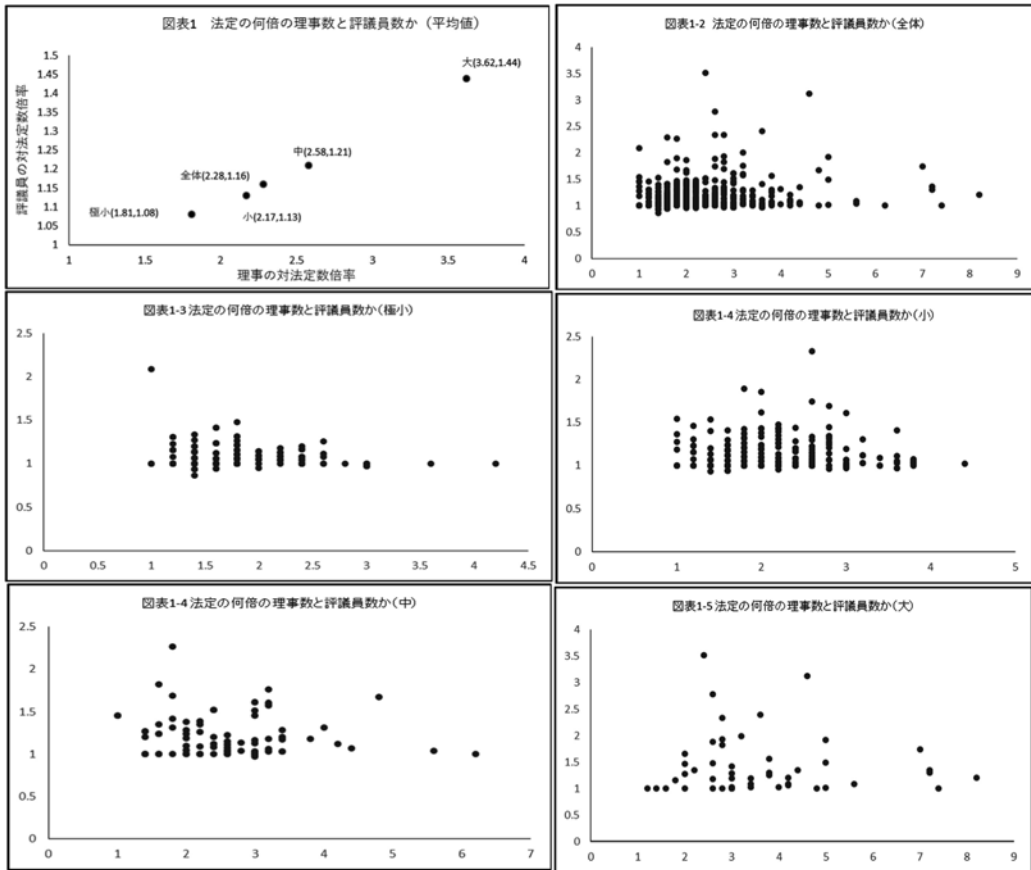 図表1　法定の何倍の理事数と評議員数か（平均値）
1.5
1.45
1.4
1.35
1.3
1.25
1.2
1.15
1.1
1.05
1
評議員の対法定数倍率
大(3.62,1.44)
中(2.58,1.21)
全体(2.28,1.16)
極小(1.81,1.08)
小(2.17,1.13)
1 1.5 2 2.5 3 3.5 4
理事の対法定数倍率
図表1-2 法定の何倍の理事数と評議員数か(全体)
4
3.5
3
2.5
2
1.5
1
0.5
0
0 1 2 3 4 5 6 7 8 9
図表1-3 法定の何倍の理事数と評議員数か(極小)
2.5
2
1.5
1
0.5
0
0 0.5 1 1.5 2 2.5 3 3.5 4 4.5
図表1-4 法定の何倍の理事数と評議員数か(小)
2.5
2
1.5
1
0.5
0
0 1 2 3 4 5
図表1-4 法定の何倍の理事数と評議員数か(中)
2.5
2
1.5
1
0.5
0
0 1 2 3 4 5 6 7
図表1-5 法定の何倍の理事数と評議員数か(大)
4
3.5
3
2.5
2
1.5
1
0.5
0
0 1 2 3 4 5 6 7 8 9